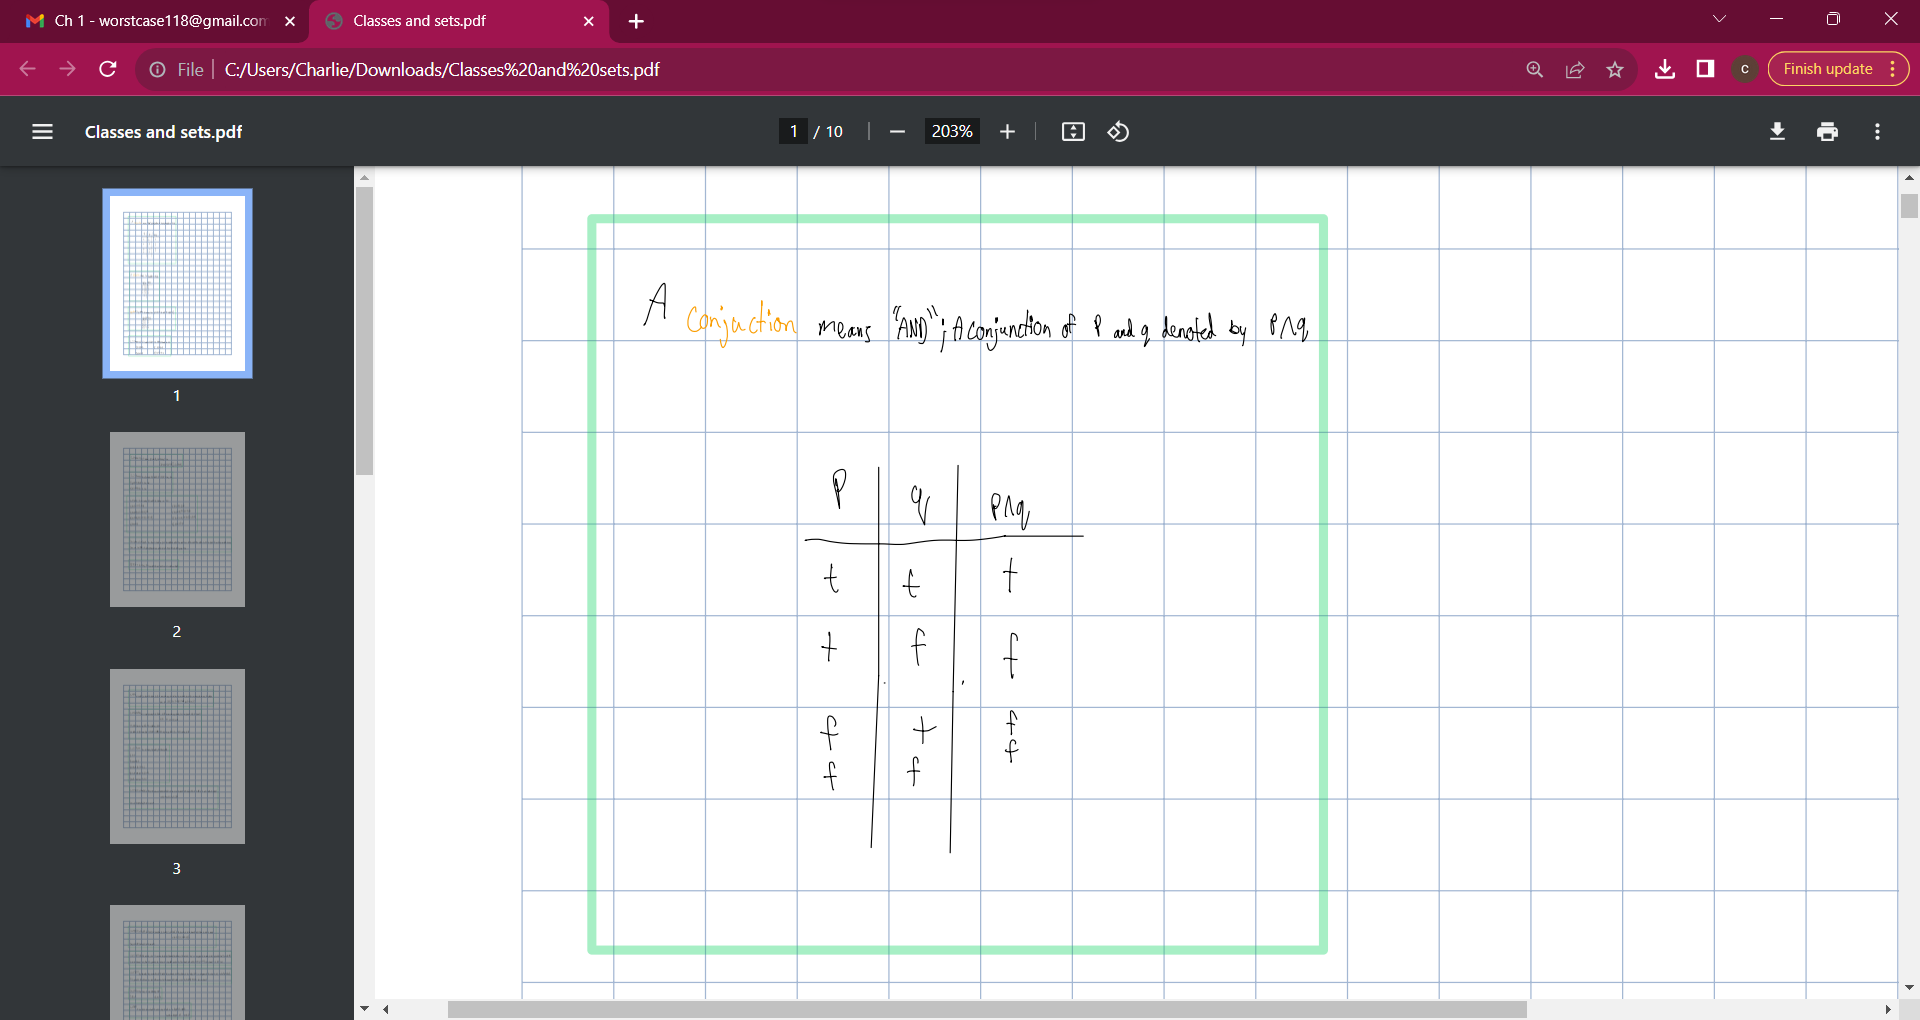 Ch 1 - worstcase118@gmail.com
Classes and sets.pdf
File
C:/Users/Charlie/Downloads/Classes%20and%20sets.pdf
C
Finish update
Classes and sets.pdf
1 / 10
203%
A Conjuction means "AND"; A conjunction of P and q denoted by P∧q
P q P∧q
t t t
t f f
f t f
f f f
1
2
3